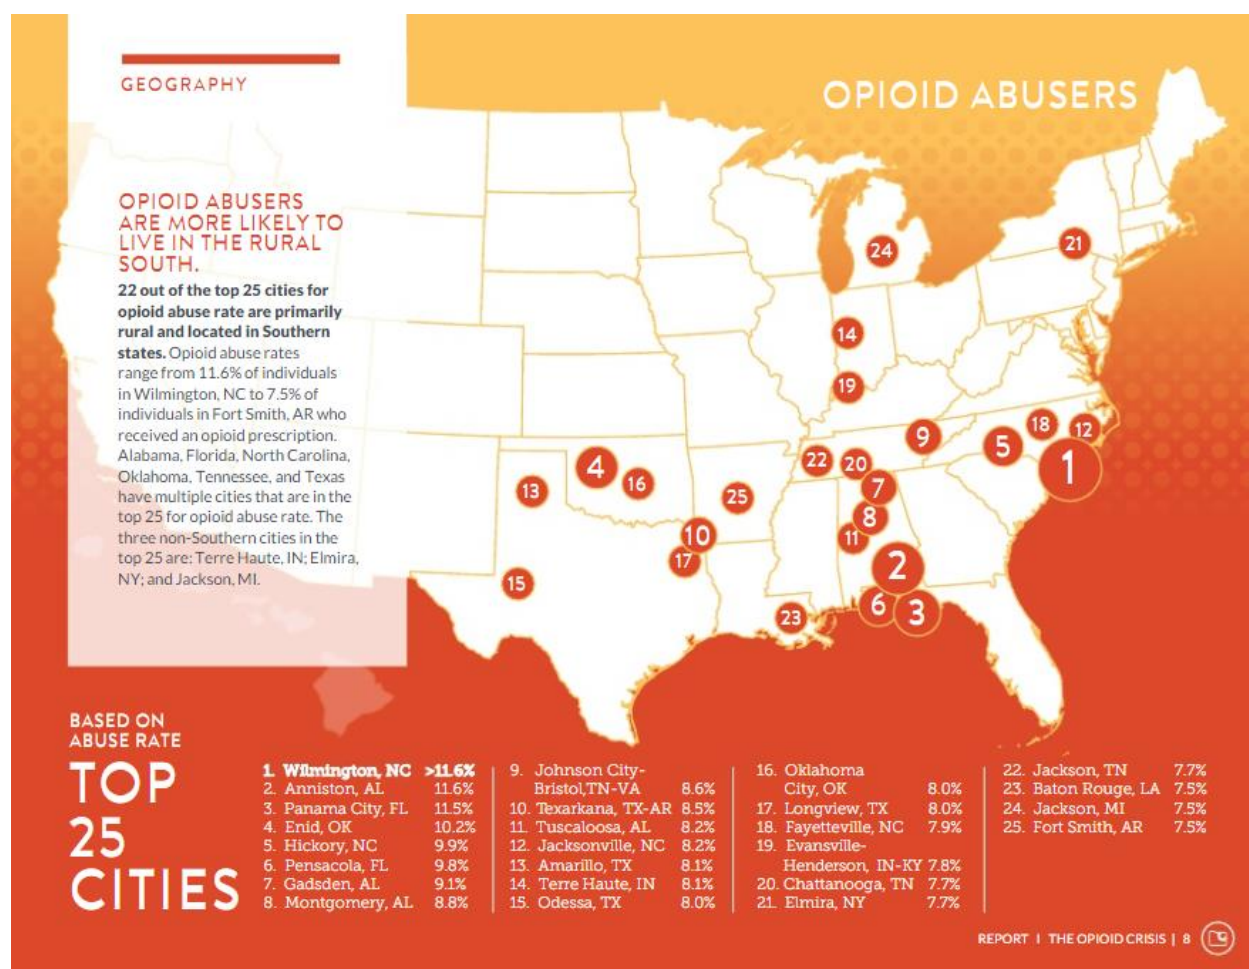 GEOGRAPHY
OPIOID ABUSERS
OPIOID ABUSERS
ARE MORE LIKELY TO
LIVE IN THE RURAL
SOUTH.
22 out of the top 25 cities for
opioid abuse rate are primarily
rural and located in Southern
states. Opioid abuse rates
range from 11.6% of individuals
in Wilmington, NC to 7.5% of
individuals in Fort Smith, AR who
received an opioid prescription.
Alabama, Florida, North Carolina,
Oklahoma, Tennessee, and Texas
have multiple cities that are in the
top 25 for opioid abuse rate. The
three non-Southern cities in the
top 25 are: Terre Haute, IN; Elmira,
NY; and Jackson, MI.
24
21
14
19
9
18
12
5
1
22
20
4
16
13
25
7
8
10
11
17
2
15
6
3
23
BASED ON
ABUSE RATE
TOP
25
CITIES
1. Wilmington, NC >11.6%
2. Anniston, AL 11.6%
3. Panama City, FL 11.5%
4. Enid, OK 10.2%
5. Hickory, NC 9.9%
6. Pensacola, FL 9.8%
7. Gadsden, AL 9.1%
8. Montgomery, AL 8.8%
9. Johnson City-
Bristol,TN-VA 8.6%
10. Texarkana, TX-AR 8.5%
11. Tuscaloosa, AL 8.2%
12. Jacksonville, NC 8.2%
13. Amarillo, TX 8.1%
14. Terre Haute, IN 8.1%
15. Odessa, TX 8.0%
16. Oklahoma
City, OK 8.0%
17. Longview, TX 8.0%
18. Fayetteville, NC 7.9%
19. Evansville-
Henderson, IN-KY 7.8%
20. Chattanooga, TN 7.7%
21. Elmira, NY 7.7%
22. Jackson, TN 7.7%
23. Baton Rouge, LA 7.5%
24. Jackson, MI 7.5%
25. Fort Smith, AR 7.5%
REPORT | THE OPIOID CRISIS | 8